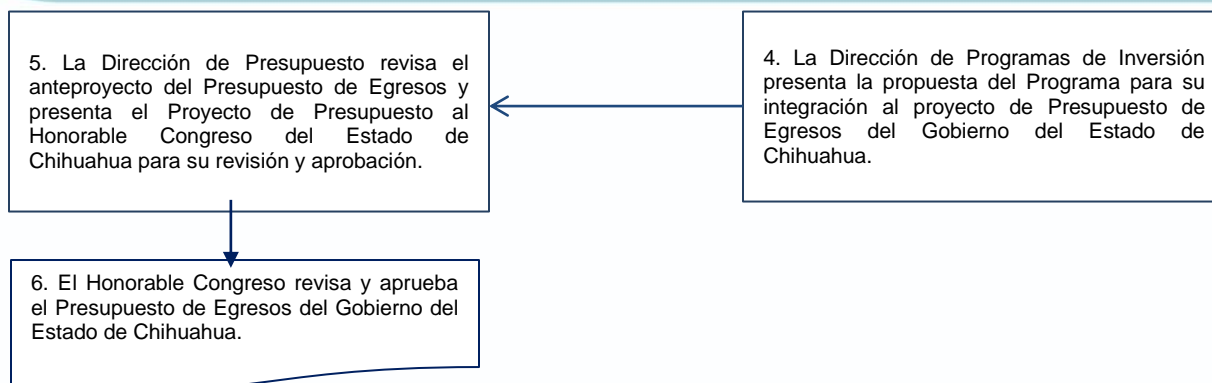 5. La Dirección de Presupuesto revisa el
anteproyecto del Presupuesto de Egresos y
presenta el Proyecto de Presupuesto al
Honorable Congreso del Estado de
Chihuahua para su revisión y aprobación.
4. La Dirección de Programas de Inversión
presenta la propuesta del Programa para su
integración al proyecto de Presupuesto de
Egresos del Gobierno del Estado de
Chihuahua.
6. El Honorable Congreso revisa y aprueba
el Presupuesto de Egresos del Gobierno del
Estado de Chihuahua.